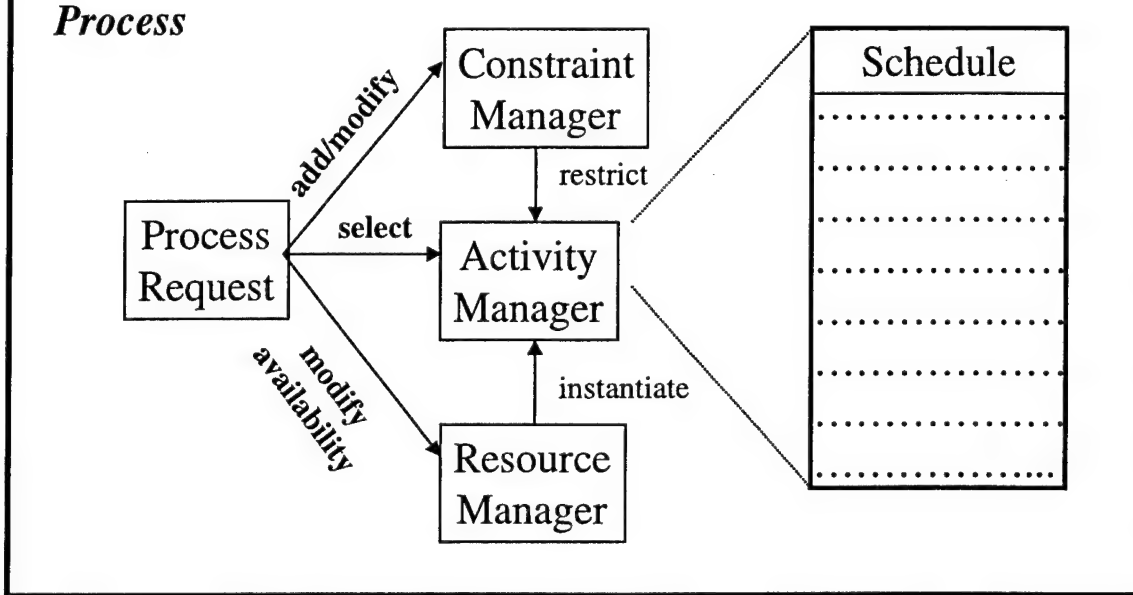 Process
Constraint
Manager
Schedule
add/modify
restrict
Process
Request
select
Activity
Manager
modify
availability
instantiate
Resource
Manager